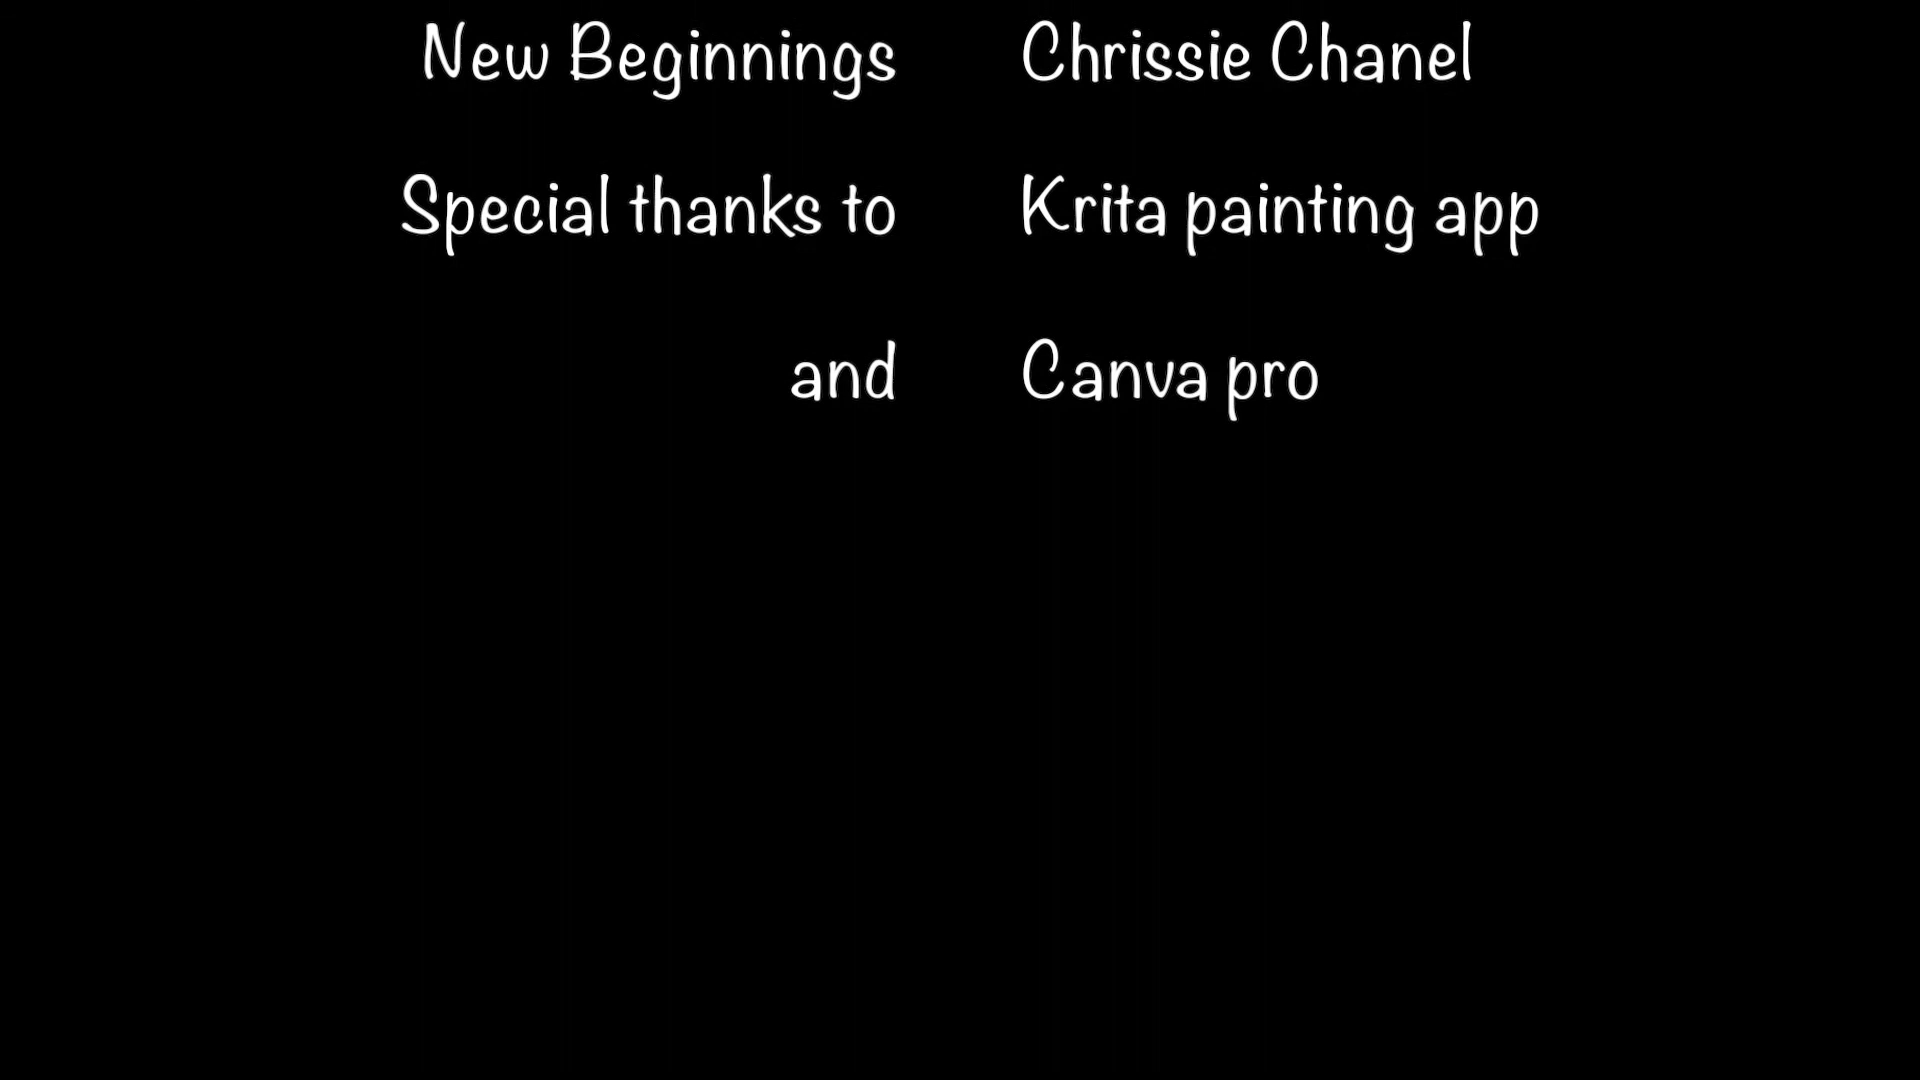 New Beginnings Chrissie Chanel
Special thanks to Krita painting app
and Canva pro